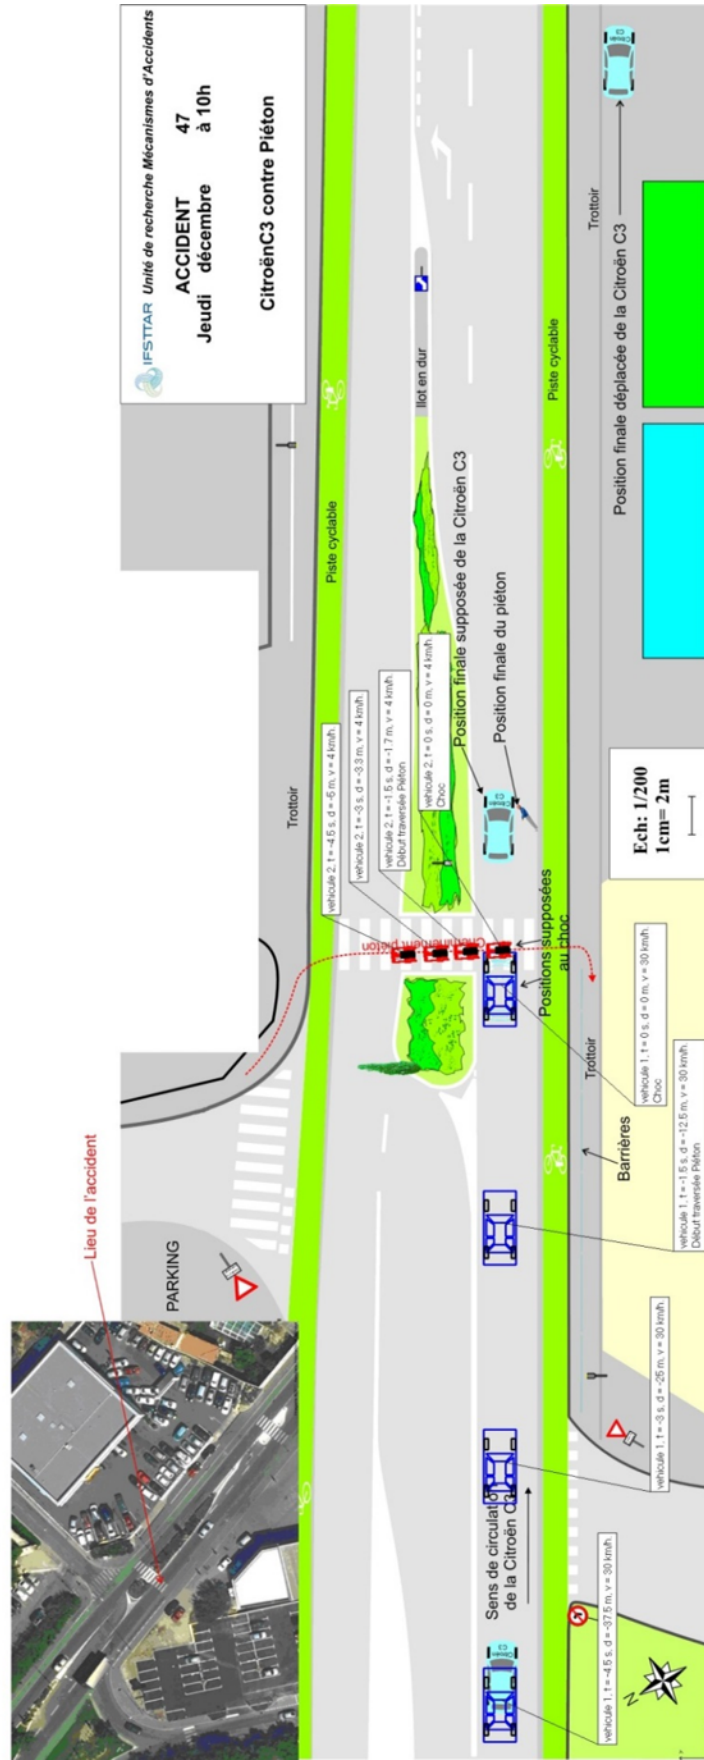 IFSTTAR Unité de recherche Mécanismes d'Accidents
ACCIDENT 47
Jeudi décembre à 10h
CitroënC3 contre Piéton
Lieu de l'accident
PARKING
Trottoir
Piste cyclable
Cheminement piéton
vehicule 2, t = -4.5 s, d = -5 m, v = 4 km/h.
vehicule 2, t = -3 s, d = -3.3 m, v = 4 km/h.
vehicule 2, t = -1.5 s, d = -1.7 m, v = 4 km/h.
Début traversée Piéton
vehicule 2, t = 0 s, d = 0 m, v = 4 km/h.
Choc
Ilot en dur
Position finale supposée de la Citroën C3
Position finale du piéton
Positions supposées
au choc
Sens de circulation
de la Citroën C3
Piste cyclable
Trottoir
Trottoir
Barrières
vehicule 1, t = -4.5 s, d = -37.5 m, v = 30 km/h.
vehicule 1, t = -3 s, d = -25 m, v = 30 km/h.
vehicule 1, t = -1.5 s, d = -12.5 m, v = 30 km/h.
Début traversée Piéton
vehicule 1, t = 0 s, d = 0 m, v = 30 km/h.
Choc
Position finale déplacée de la Citroën C3
Ech: 1/200
1cm= 2m
N